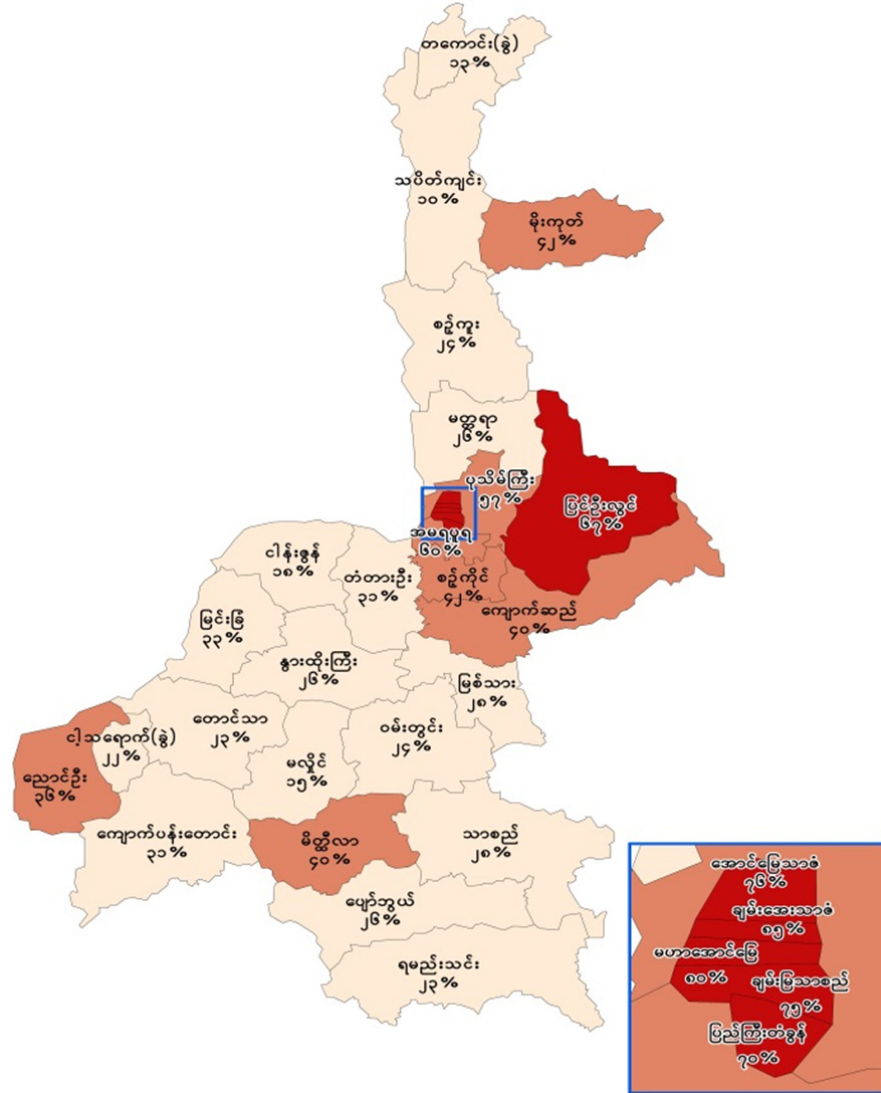 တကောင်း(ခွဲ)
၁၃%
သပိတ်ကျင်း
၁၀%
မိုးကုတ်
၄၂%
စဉ့်ကူး
၂၄%
မတ္တရာ
၂၆%
ပုသိမ်ကြီး
၅၇%
ပြင်ဦးလွင်
၆၇%
အမရပူရ
၆၀%
ငါန်းဇွန်
၁၈%
တံတားဦး
၃၁%
စဉ့်ကိုင်
၄၂%
ကျောက်ဆည်
၄၀%
မြင်းခြံ
၃၃%
နွားထိုးကြီး
၂၆%
မြစ်သား
၂၈%
တောင်သာ
၂၃%
ဝမ်းတွင်း
၂၄%
ငါ့သရောက်(ခွဲ)
၂၂%
ညောင်ဦး
၃၆%
မလှိုင်
၁၅%
ကျောက်ပန်းတောင်း
၃၁%
မိတ္ထီလာ
၄၀%
သာစည်
၂၈%
ပျော်ဘွယ်
၂၆%
ရမည်းသင်း
၂၃%
အောင်မြေသာဇံ
၇၆%
ချမ်းအေးသာဇံ
၈၅%
မဟာအောင်မြေ
၈၀%
ချမ်းမြသာစည်
၇၅%
ပြည်ကြီးတံခွန်
၇၀%